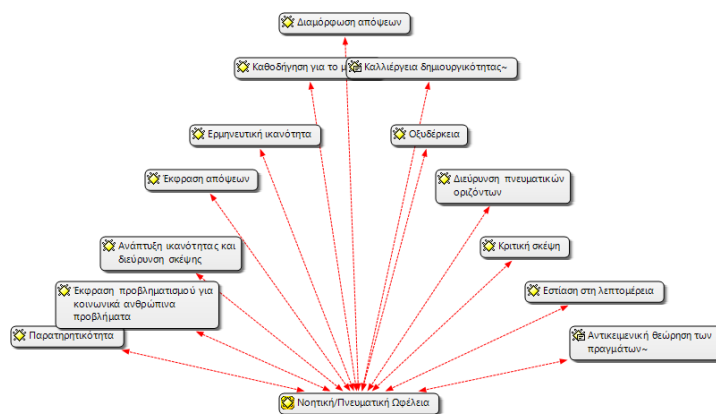 Διαμόρφωση απόψεων
Καθοδήγηση για το
Καλλιέργεια δημιουργικότητας~
Ερμηνευτική ικανότητα
Οξυδέρκεια
Έκφραση απόψεων
Διεύρυνση πνευματικών
οριζόντων
Ανάπτυξη ικανότητας και
διεύρυνση σκέψης
Κριτική σκέψη
Έκφραση προβληματισμού για
κοινωνικά ανθρώπινα
προβλήματα
Εστίαση στη λεπτομέρεια
Παρατηρητικότητα
Αντικειμενική θεώρηση των
πραγμάτων~
Νοητική/Πνευματική Ωφέλεια